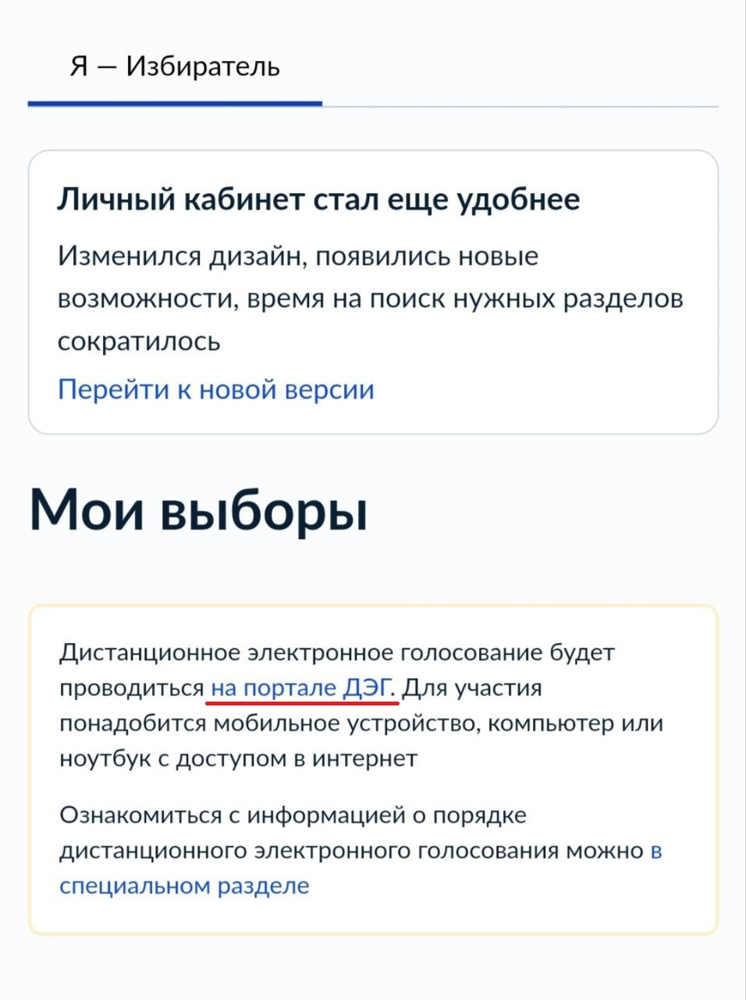 Я — Избиратель
Личный кабинет стал еще удобнее
Изменился дизайн, появились новые
возможности, время на поиск нужных разделов
сократилось
Перейти к новой версии
Мои выборы
Дистанционное электронное голосование будет
проводиться на портале ДЭГ. Для участия
понадобится мобильное устройство, компьютер или
ноутбук с доступом в интернет
Ознакомиться с информацией о порядке
дистанционного электронного голосования можно в
специальном разделе